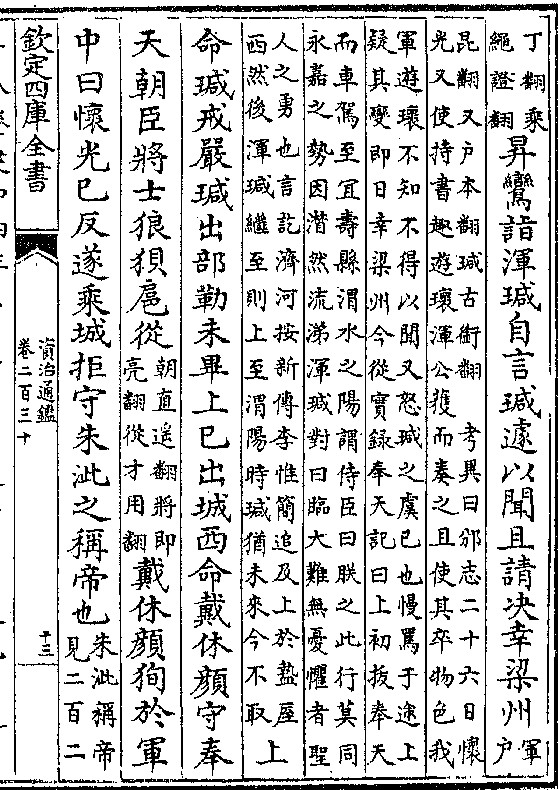 丁翻乘
繩證翻
昇鸞詣渾瑊自言瑊遽以聞且請决幸梁州
軍
户
昆翻又户本翻瑊古銜翻　考異曰邠志二十六日懷
光又使持書趣遊瓌渾公獲而奏之且使其卒物色我
軍遊瓌不知不得以聞又怒瑊之虞已也慢罵于途上
疑其變即日幸梁州今從實録奉天記曰上初拔奉天
而車駕至宜壽縣渭水之陽謂侍臣曰朕之此行莫同
永嘉之勢因潸然流涕渾瑊對曰臨大難無憂懼者聖
人之勇也言訖濟河按新傳李惟簡追及上於盩厔
西然後渾瑊繼至則上至渭陽時瑊猶未來今不取
上
命瑊戒嚴瑊出部勒未畢上已出城西命戴休顔守奉
天朝臣將士狼狽扈從
朝直遥翻將即
亮翻從才用翻
戴休顔狥於軍
中曰懷光已反遂乘城拒守朱泚之稱帝也
朱泚稱帝
見二百二
欽定四庫全書
資治通鑑
卷二百三十
十三